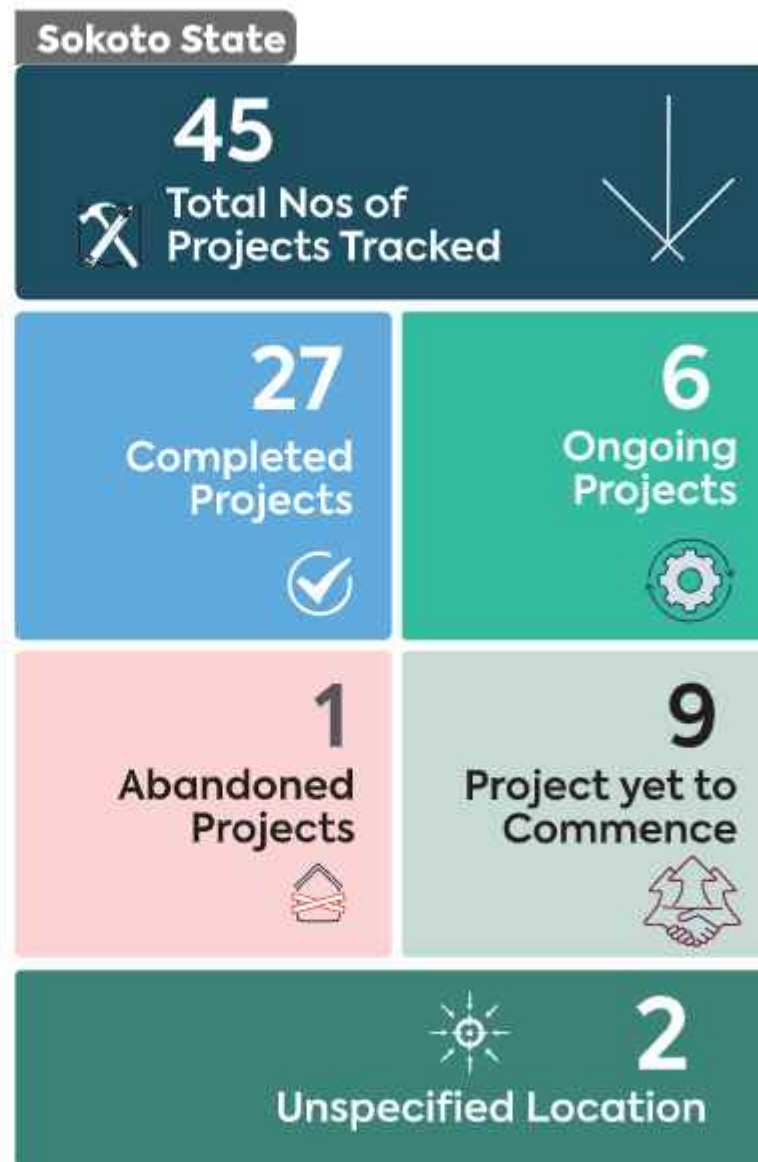 Sokoto State
45
Total Nos of
Projects Tracked
27
Completed
Projects
6
Ongoing
Projects
1
Abandoned
Projects
9
Project yet to
Commence
2
Unspecified Location